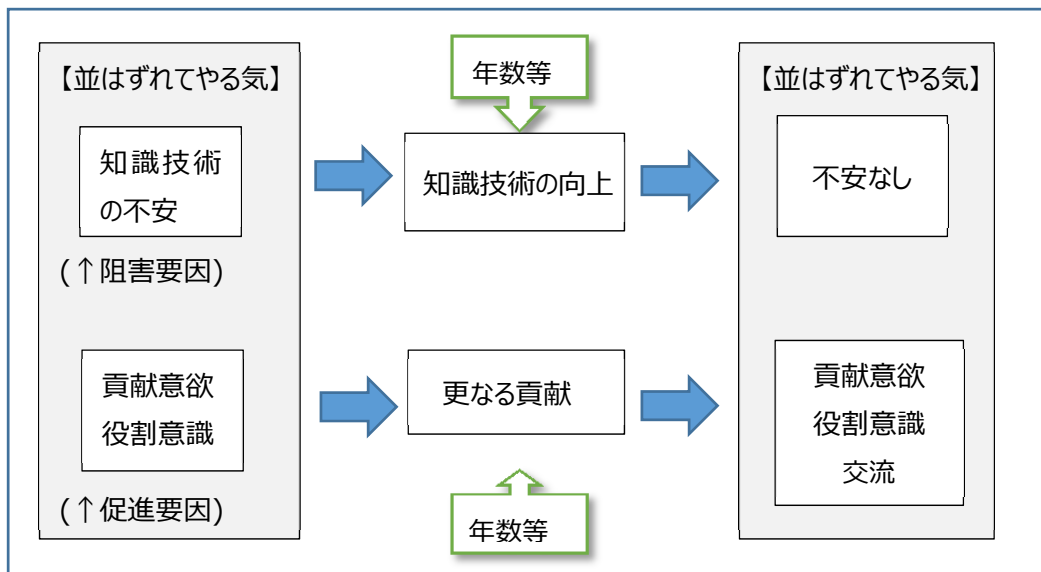 【並はずれてやる気】
知識技術
の不安
(↑阻害要因)
貢献意欲
役割意識
(↑促進要因)
年数等
知識技術の向上
更なる貢献
年数等
【並はずれてやる気】
不安なし
貢献意欲
役割意識
交流